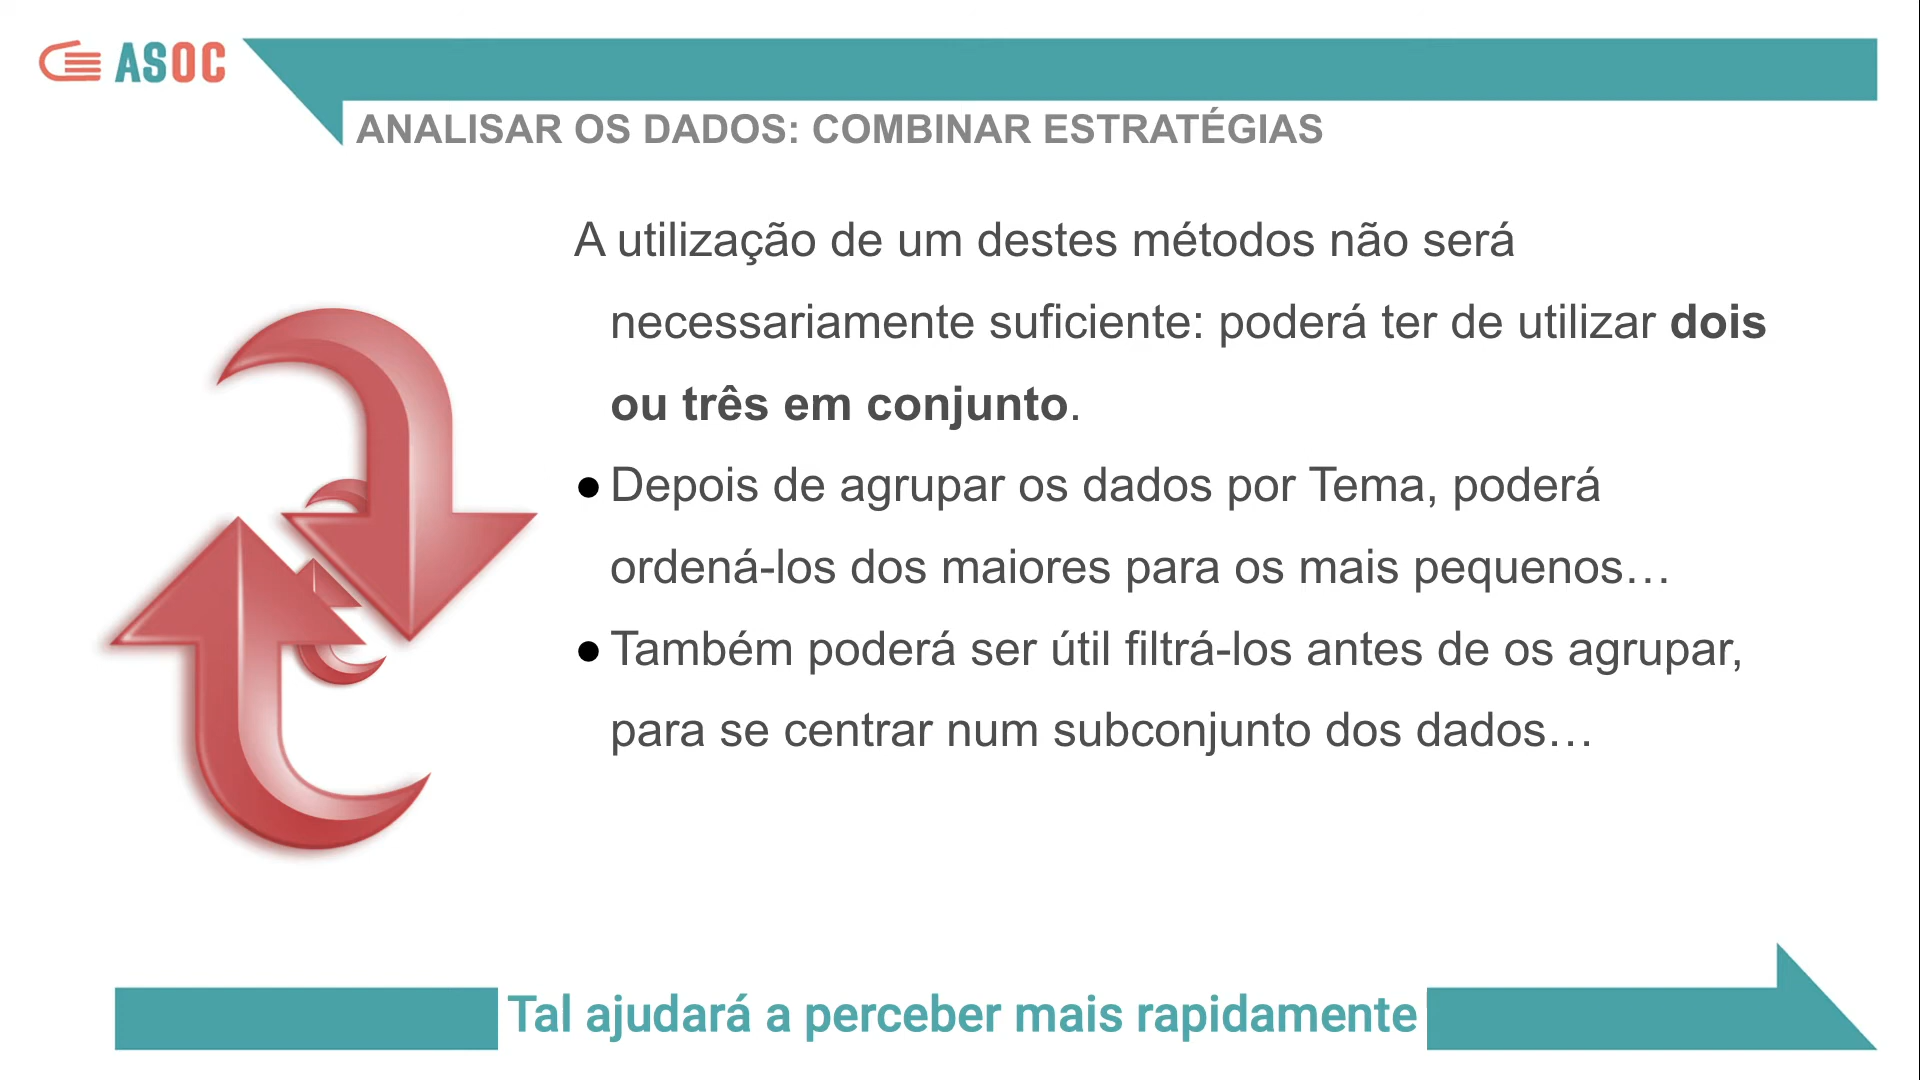 ASOC
ANALISAR OS DADOS: COMBINAR ESTRATÉGIAS
A utilização de um destes métodos não será
necessariamente suficiente: poderá ter de utilizar dois
ou três em conjunto.
● Depois de agrupar os dados por Tema, poderá
ordená-los dos maiores para os mais pequenos…
● Também poderá ser útil filtrá-los antes de os agrupar,
para se centrar num subconjunto dos dados…
Tal ajudará a perceber mais rapidamente